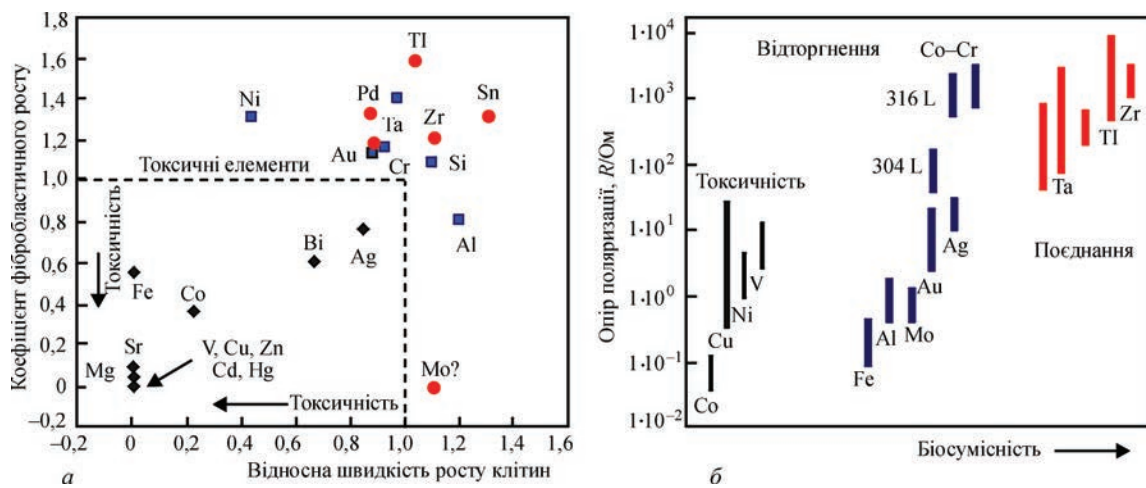 Коефіцієнт фібробластичного росту
1,8
1,6
1,4
1,2
1,0
0,8
0,6
0,4
0,2
0
–0,2
TI
Ni
Pd
Sn
Ta
Zr
Au
Cr
Si
Токсичні елементи
Al
Токсичність
Bi
Ag
Fe
Co
Sr
V, Cu, Zn
Mg
Cd, Hg
Mo?
Токсичність
–0,2 0 0,2 0,4 0,6 0,8 1,0 1,2 1,4 1,6
Відносна швидкість росту клітин
а
Опір поляризації, R/Ом
1·10⁴
1·10³
1·10²
1·10¹
1·10⁰
1·10⁻¹
1·10⁻²
Відторгнення
Co–Cr
316 L
Zr
TI
304 L
Ta
Токсичність
Ag
Поєднання
V
Au
Ni
Cu
Al
Mo
Fe
Co
Біосумісність
б